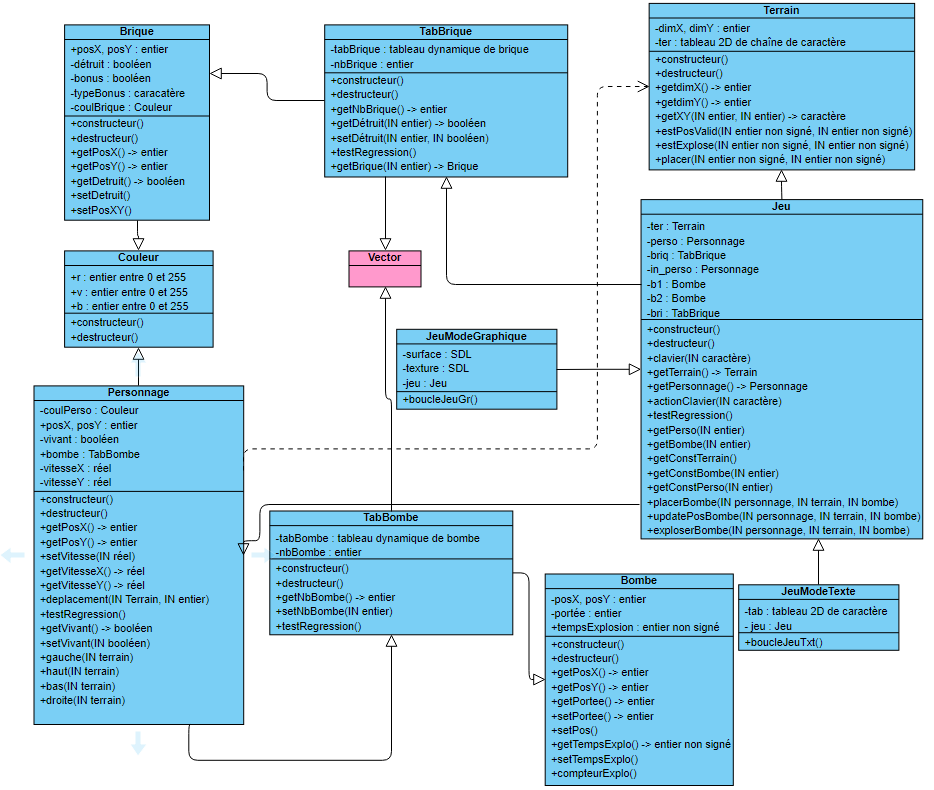 Brique
+posX, posY : entier
-détruit : booléen
-bonus : booléen
-typeBonus : caracatère
-coulBrique : Couleur
+constructeur()
+destructeur()
+getPosX() -> entier
+getPosY() -> entier
+getDetruit() -> booléen
+setDetruit()
+setPosXY()
TabBrique
-tabBrique : tableau dynamique de brique
-nbBrique : entier
+constructeur()
+destructeur()
+getNbBrique() -> entier
+getDétruit(IN entier) -> booléen
+setDétruit(IN entier, IN booléen)
+testRegression()
+getBrique(IN entier) -> Brique
Terrain
-dimX, dimY : entier
-ter : tableau 2D de chaîne de caractère
+constructeur()
+destructeur()
+getdimX() -> entier
+getdimY() -> entier
+getXY(IN entier, IN entier) -> caractère
+estPosValid(IN entier non signé, IN entier non signé)
+estExplose(IN entier non signé, IN entier non signé)
+placer(IN entier non signé, IN entier non signé)
Couleur
+r : entier entre 0 et 255
+v : entier entre 0 et 255
+b : entier entre 0 et 255
+constructeur()
+destructeur()
Vector
Jeu
-ter : Terrain
-perso : Personnage
-briq : TabBrique
-in_perso : Personnage
-b1 : Bombe
-b2 : Bombe
-bri : TabBrique
+constructeur()
+destructeur()
+clavier(IN caractère)
+getTerrain() -> Terrain
+getPersonnage() -> Personnage
+actionClavier(IN caractère)
+testRegression()
+getPerso(IN entier)
+getBombe(IN entier)
+getConstTerrain()
+getConstBombe(IN entier)
+getConstPerso(IN entier)
+placerBombe(IN personnage, IN terrain, IN bombe)
+updatePosBombe(IN personnage, IN terrain, IN bombe)
+exploserBombe(IN personnage, IN terrain, IN bombe)
JeuModeGraphique
-surface : SDL
-texture : SDL
-jeu : Jeu
+boucleJeuGr()
Personnage
-coulPerso : Couleur
+posX, posY : entier
-vivant : booléen
+bombe : TabBombe
-vitesseX : réel
-vitesseY : réel
+constructeur()
+destructeur()
+getPosX() -> entier
+getPosY() -> entier
+setVitesse(IN réel)
+getVitesseX() -> réel
+getVitesseY() -> réel
+deplacement(IN Terrain, IN entier)
+testRegression()
+getVivant() -> booléen
+setVivant(IN booléen)
+gauche(IN terrain)
+haut(IN terrain)
+bas(IN terrain)
+droite(IN terrain)
TabBombe
-tabBombe : tableau dynamique de bombe
-nbBombe : entier
+constructeur()
+destructeur()
+getNbBombe() -> entier
+setNbBombe(IN entier)
+testRegression()
Bombe
-posX, posY : entier
-portée : entier
+tempsExplosion : entier non signé
+constructeur()
+destructeur()
+getPosX() -> entier
+getPosY() -> entier
+getPortee() -> entier
+setPortee() -> entier
+setPos()
+getTempsExplo() -> entier non signé
+setTempsExplo()
+compteurExplo()
JeuModeTexte
-tab : tableau 2D de caractère
- jeu : Jeu
+boucleJeuTxt()